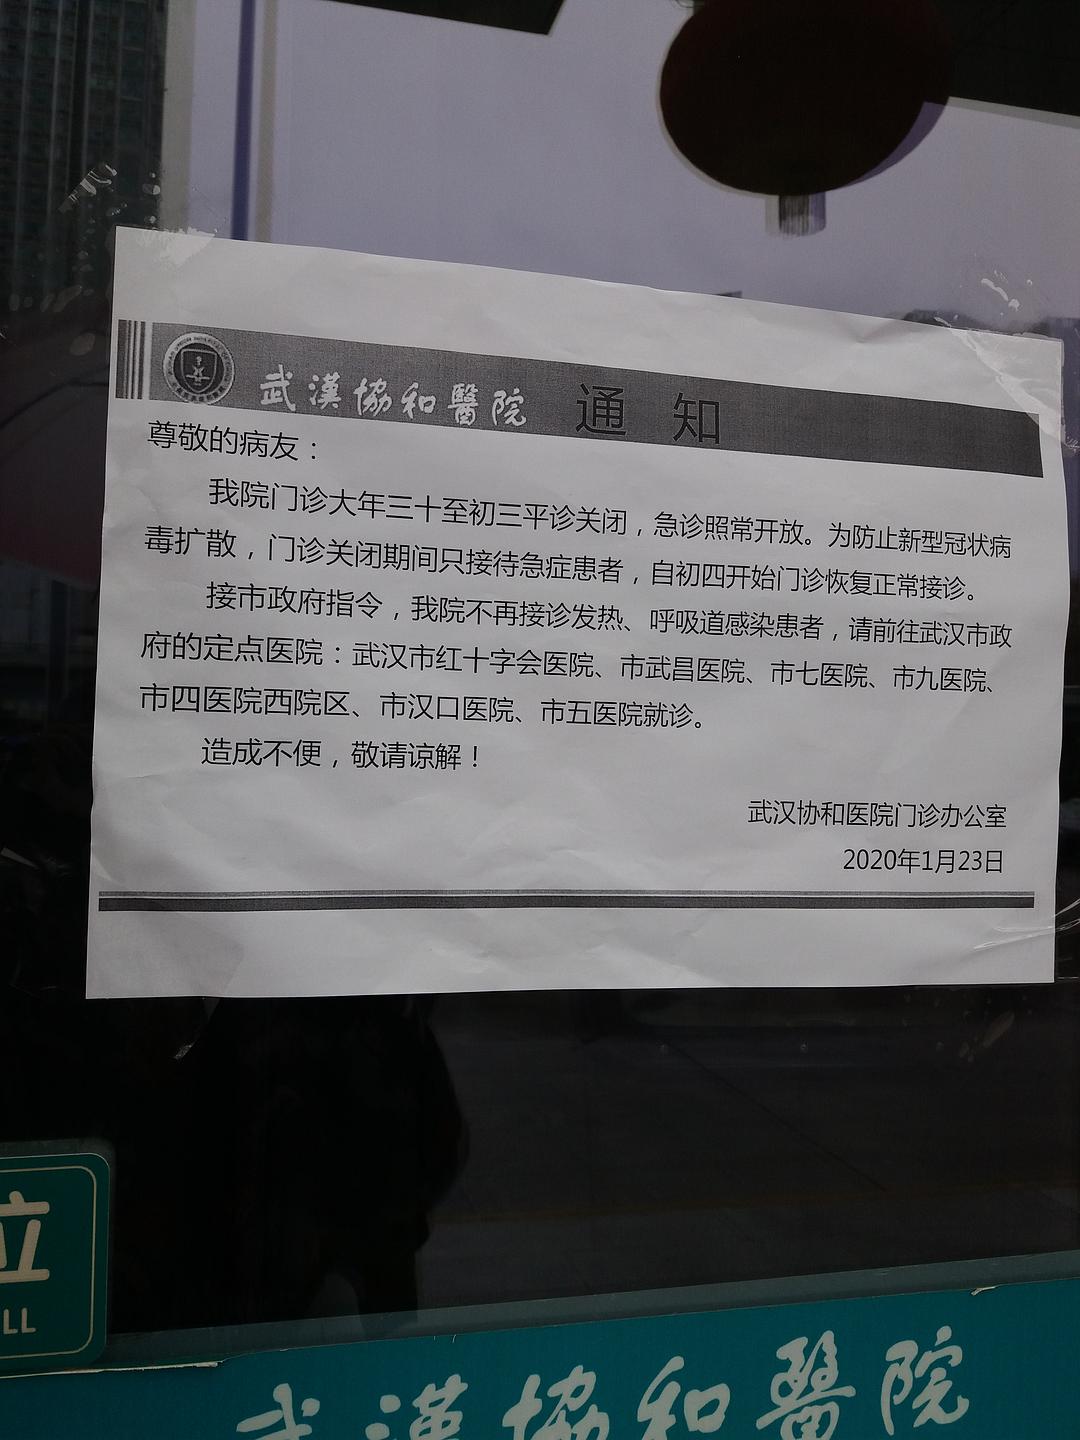 武漢協和醫院 通知
尊敬的病友：
我院门诊大年三十至初三平诊关闭，急诊照常开放。为防止新型冠状病
毒扩散，门诊关闭期间只接待急症患者，自初四开始门诊恢复正常接诊。
接市政府指令，我院不再接诊发热、呼吸道感染患者，请前往武汉市政
府的定点医院：武汉市红十字会医院、市武昌医院、市七医院、市九医院、
市四医院西院区、市汉口医院、市五医院就诊。
造成不便，敬请谅解！
武汉协和医院门诊办公室
2020年1月23日
立
LL
武漢協和醫院